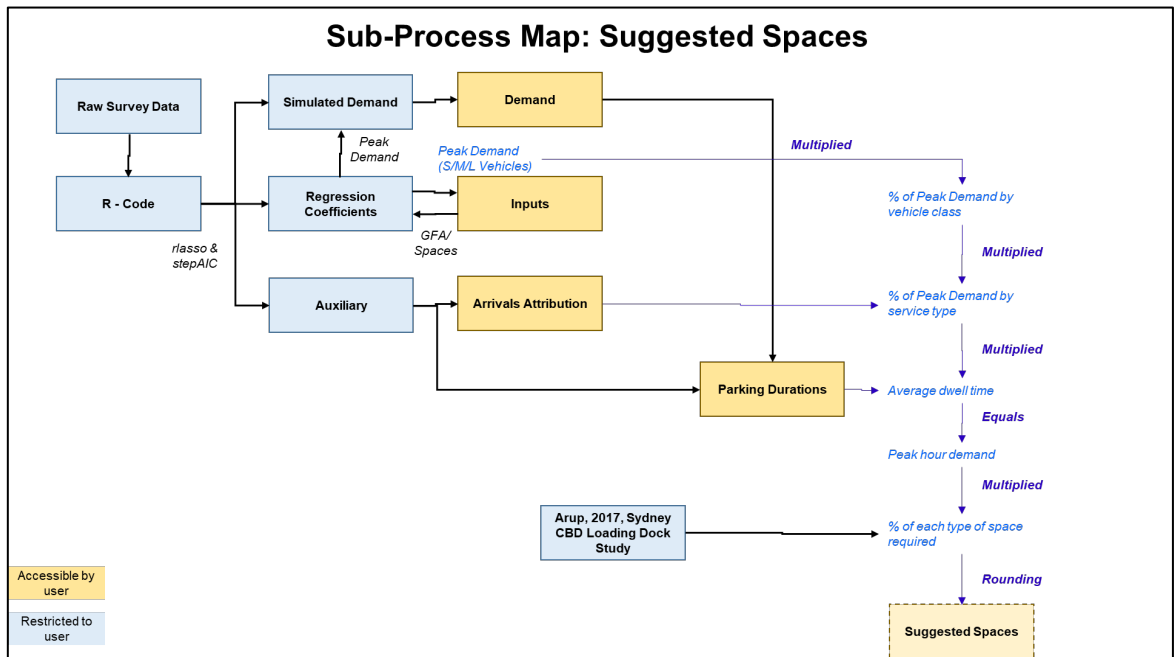 Sub-Process Map: Suggested Spaces
Raw Survey Data
Simulated Demand
Demand
Peak
Demand
Peak Demand
(S/M/L Vehicles)
Multiplied
R - Code
Regression
Coefficients
Inputs
% of Peak Demand by
vehicle class
rlasso &
stepAIC
GFA/
Spaces
Multiplied
Auxiliary
Arrivals Attribution
% of Peak Demand by
service type
Multiplied
Parking Durations
Average dwell time
Equals
Peak hour demand
Multiplied
Arup, 2017, Sydney
CBD Loading Dock
Study
% of each type of space
required
Rounding
Accessible by
user
Restricted to
user
Suggested Spaces